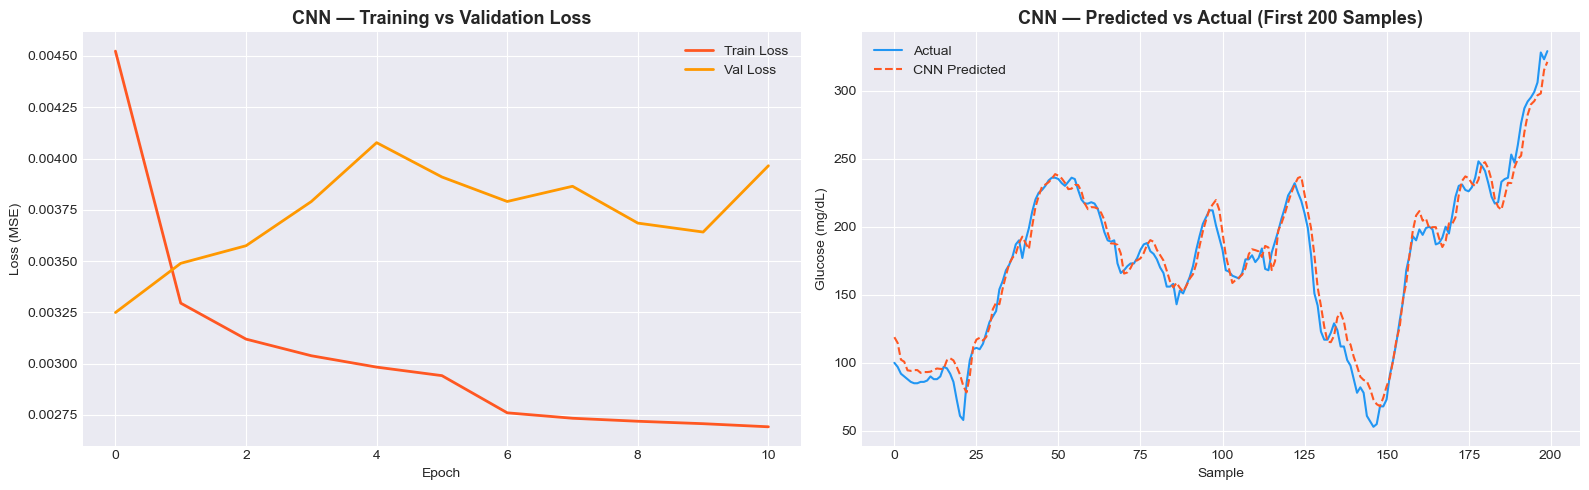 CNN — Training vs Validation Loss
Train Loss
Val Loss
Loss (MSE)
0.00450
0.00425
0.00400
0.00375
0.00350
0.00325
0.00300
0.00275
0 2 4 6 8 10
Epoch
CNN — Predicted vs Actual (First 200 Samples)
Actual
CNN Predicted
Glucose (mg/dL)
300
250
200
150
100
50
0 25 50 75 100 125 150 175 200
Sample